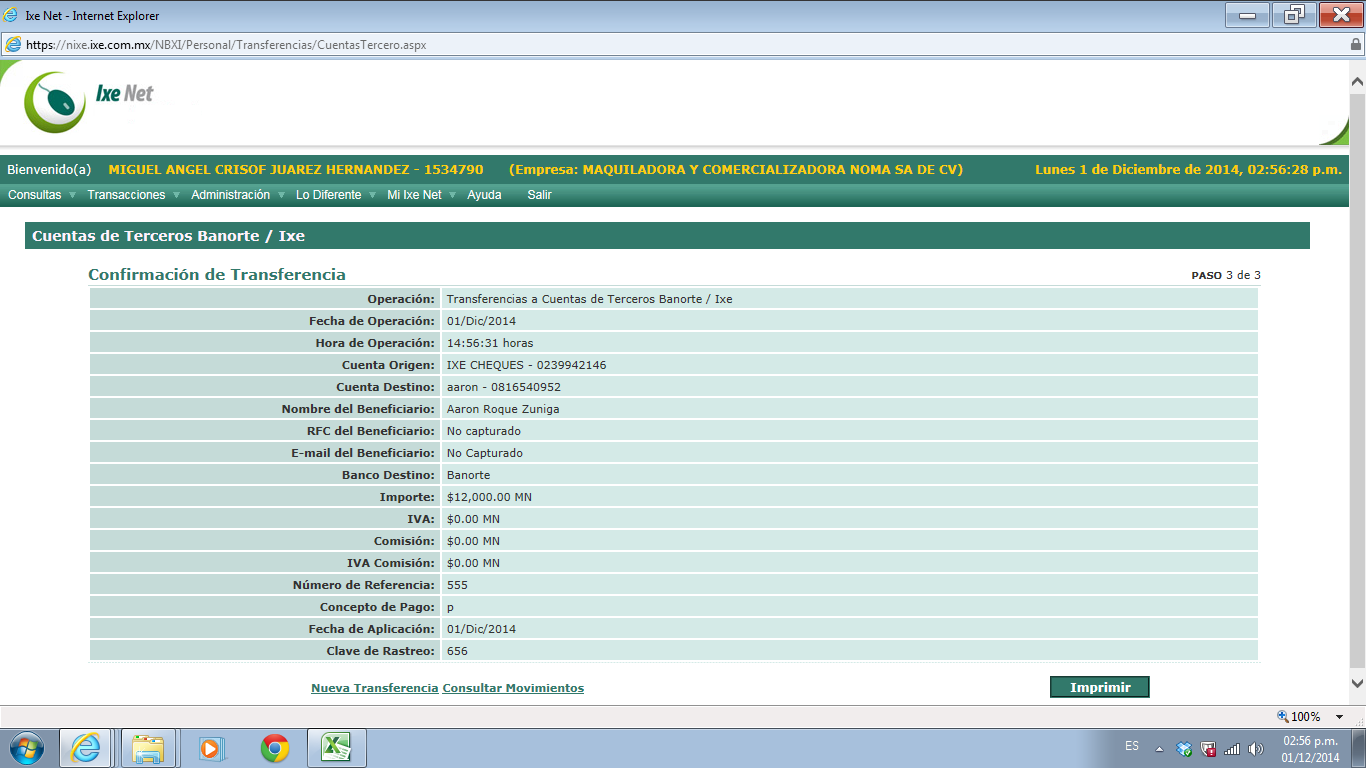 Ixe Net - Internet Explorer
https://nixe.ixe.com.mx/NBXI/Personal/Transferencias/CuentasTercero.aspx
Ixe Net
Bienvenido(a) MIGUEL ANGEL CRISOF JUAREZ HERNANDEZ - 1534790 (Empresa: MAQUILADORA Y COMERCIALIZADORA NOMA SA DE CV) Lunes 1 de Diciembre de 2014, 02:56:28 p.m.
Consultas Transacciones Administración Lo Diferente Mi Ixe Net Ayuda Salir
Cuentas de Terceros Banorte / Ixe
Confirmación de Transferencia PASO 3 de 3
Operación: Transferencias a Cuentas de Terceros Banorte / Ixe
Fecha de Operación: 01/Dic/2014
Hora de Operación: 14:56:31 horas
Cuenta Origen: IXE CHEQUES - 0239942146
Cuenta Destino: aaron - 0816540952
Nombre del Beneficiario: Aaron Roque Zuniga
RFC del Beneficiario: No capturado
E-mail del Beneficiario: No Capturado
Banco Destino: Banorte
Importe: $12,000.00 MN
IVA: $0.00 MN
Comisión: $0.00 MN
IVA Comisión: $0.00 MN
Número de Referencia: 555
Concepto de Pago: p
Fecha de Aplicación: 01/Dic/2014
Clave de Rastreo: 656
Nueva Transferencia Consultar Movimientos Imprimir
100%
ES 02:56 p.m.
01/12/2014